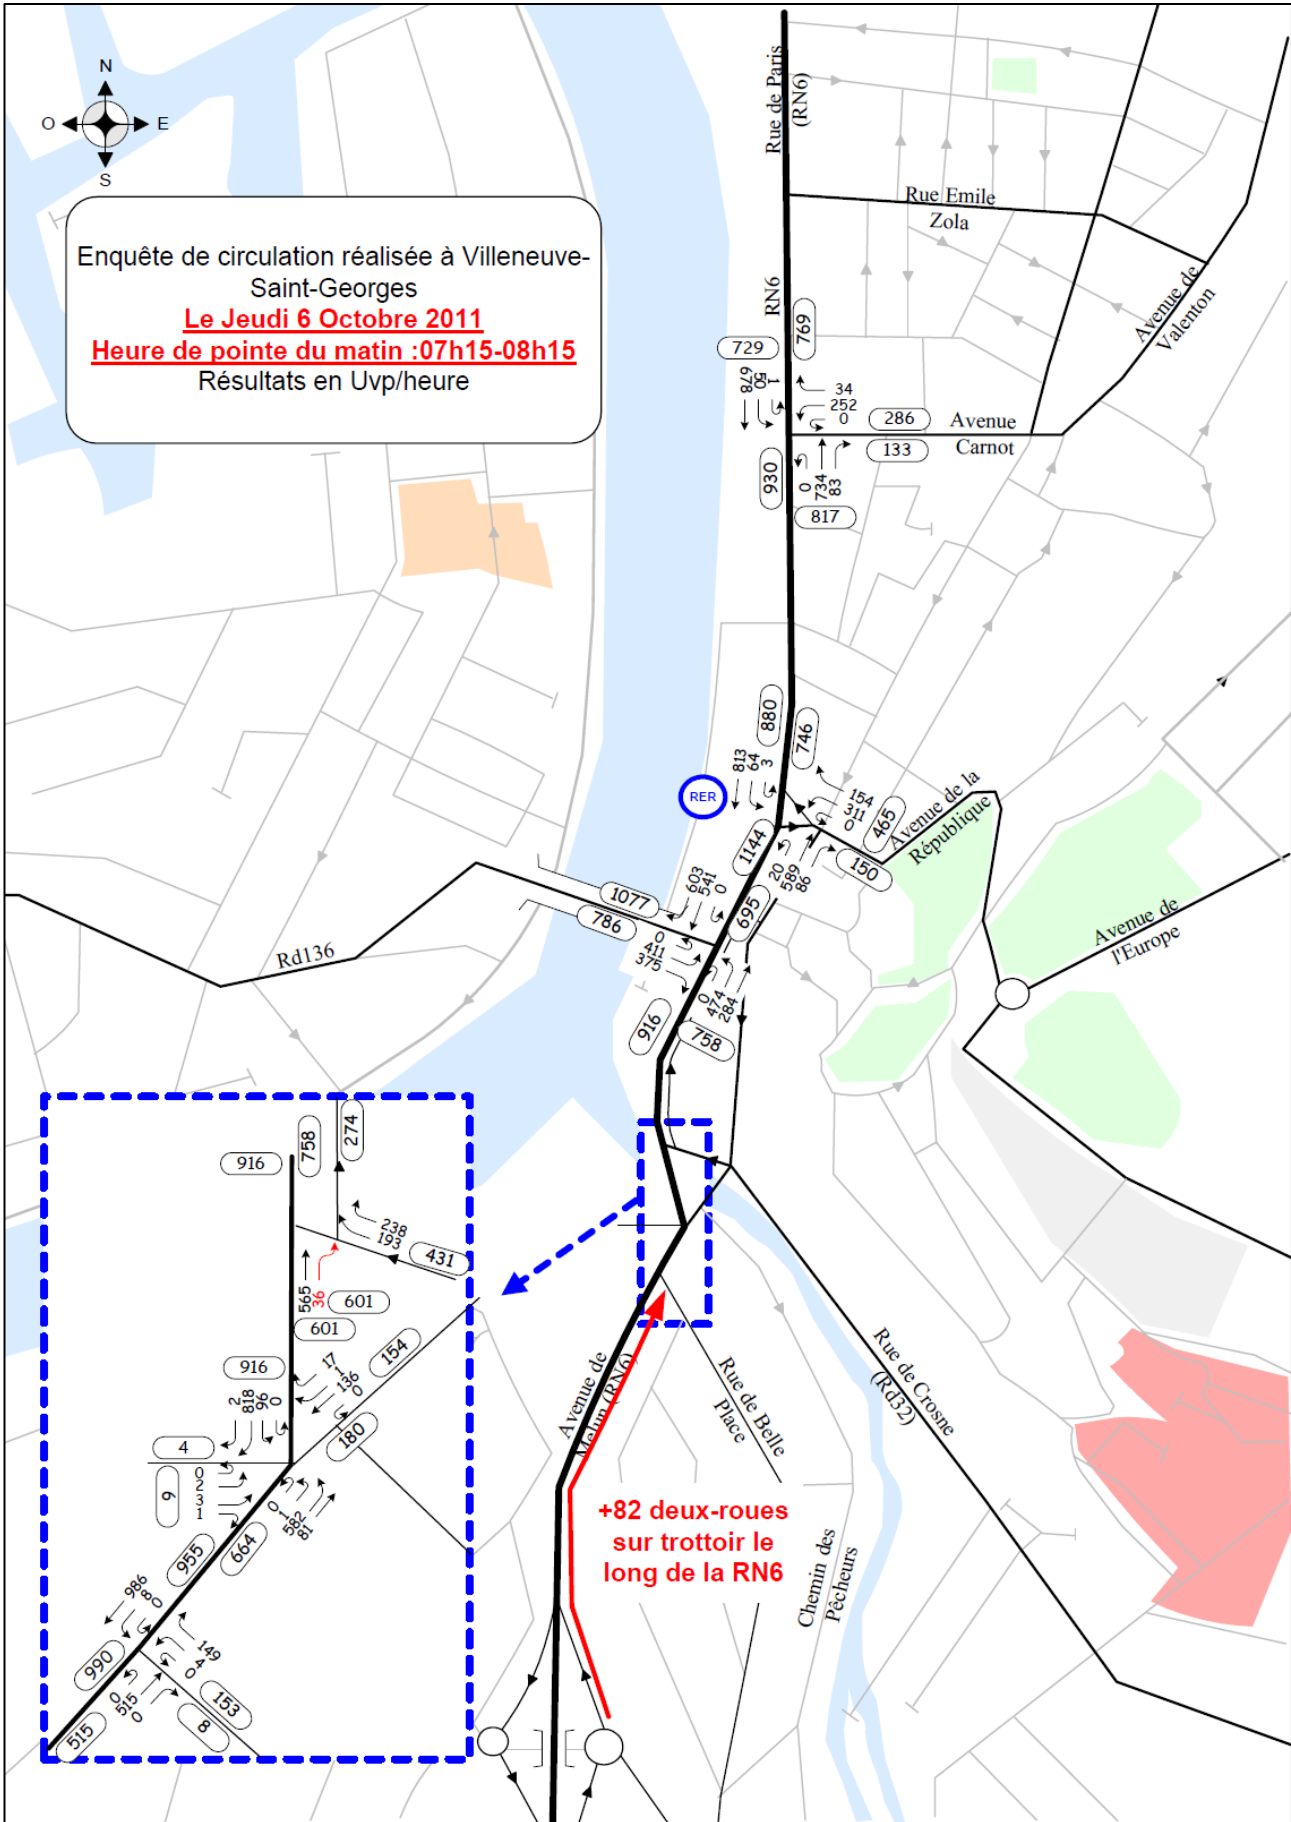 N
O
E
S
Enquête de circulation réalisée à Villeneuve-
Saint-Georges
Le Jeudi 6 Octobre 2011
Heure de pointe du matin :07h15-08h15
Résultats en Uvp/heure
Rue de Paris
(RN6)
Rue Emile
Zola
Avenue de
Valenton
RN6
769
729
678
50
1
34
252
0
286
Avenue
133
Carnot
930
0
734
83
817
880
746
813
64
3
RER
154
311
0
465
Avenue de la
République
150
1144
20
589
86
603
541
0
695
1077
786
0
411
375
Rd136
0
474
284
916
758
Avenue de
l'Europe
916
758
274
238
193
431
565
36
601
601
916
154
17
1
136
0
2
818
96
0
180
4
0
2
3
1
9
0
1
582
81
955
664
986
8
0
149
4
0
990
0
515
0
153
8
515
Avenue de
Melun (RN6)
Rue de Belle
Place
Rue de Crosne
(Rd32)
+82 deux-roues
sur trottoir le
long de la RN6
Chemin des
Pêcheurs